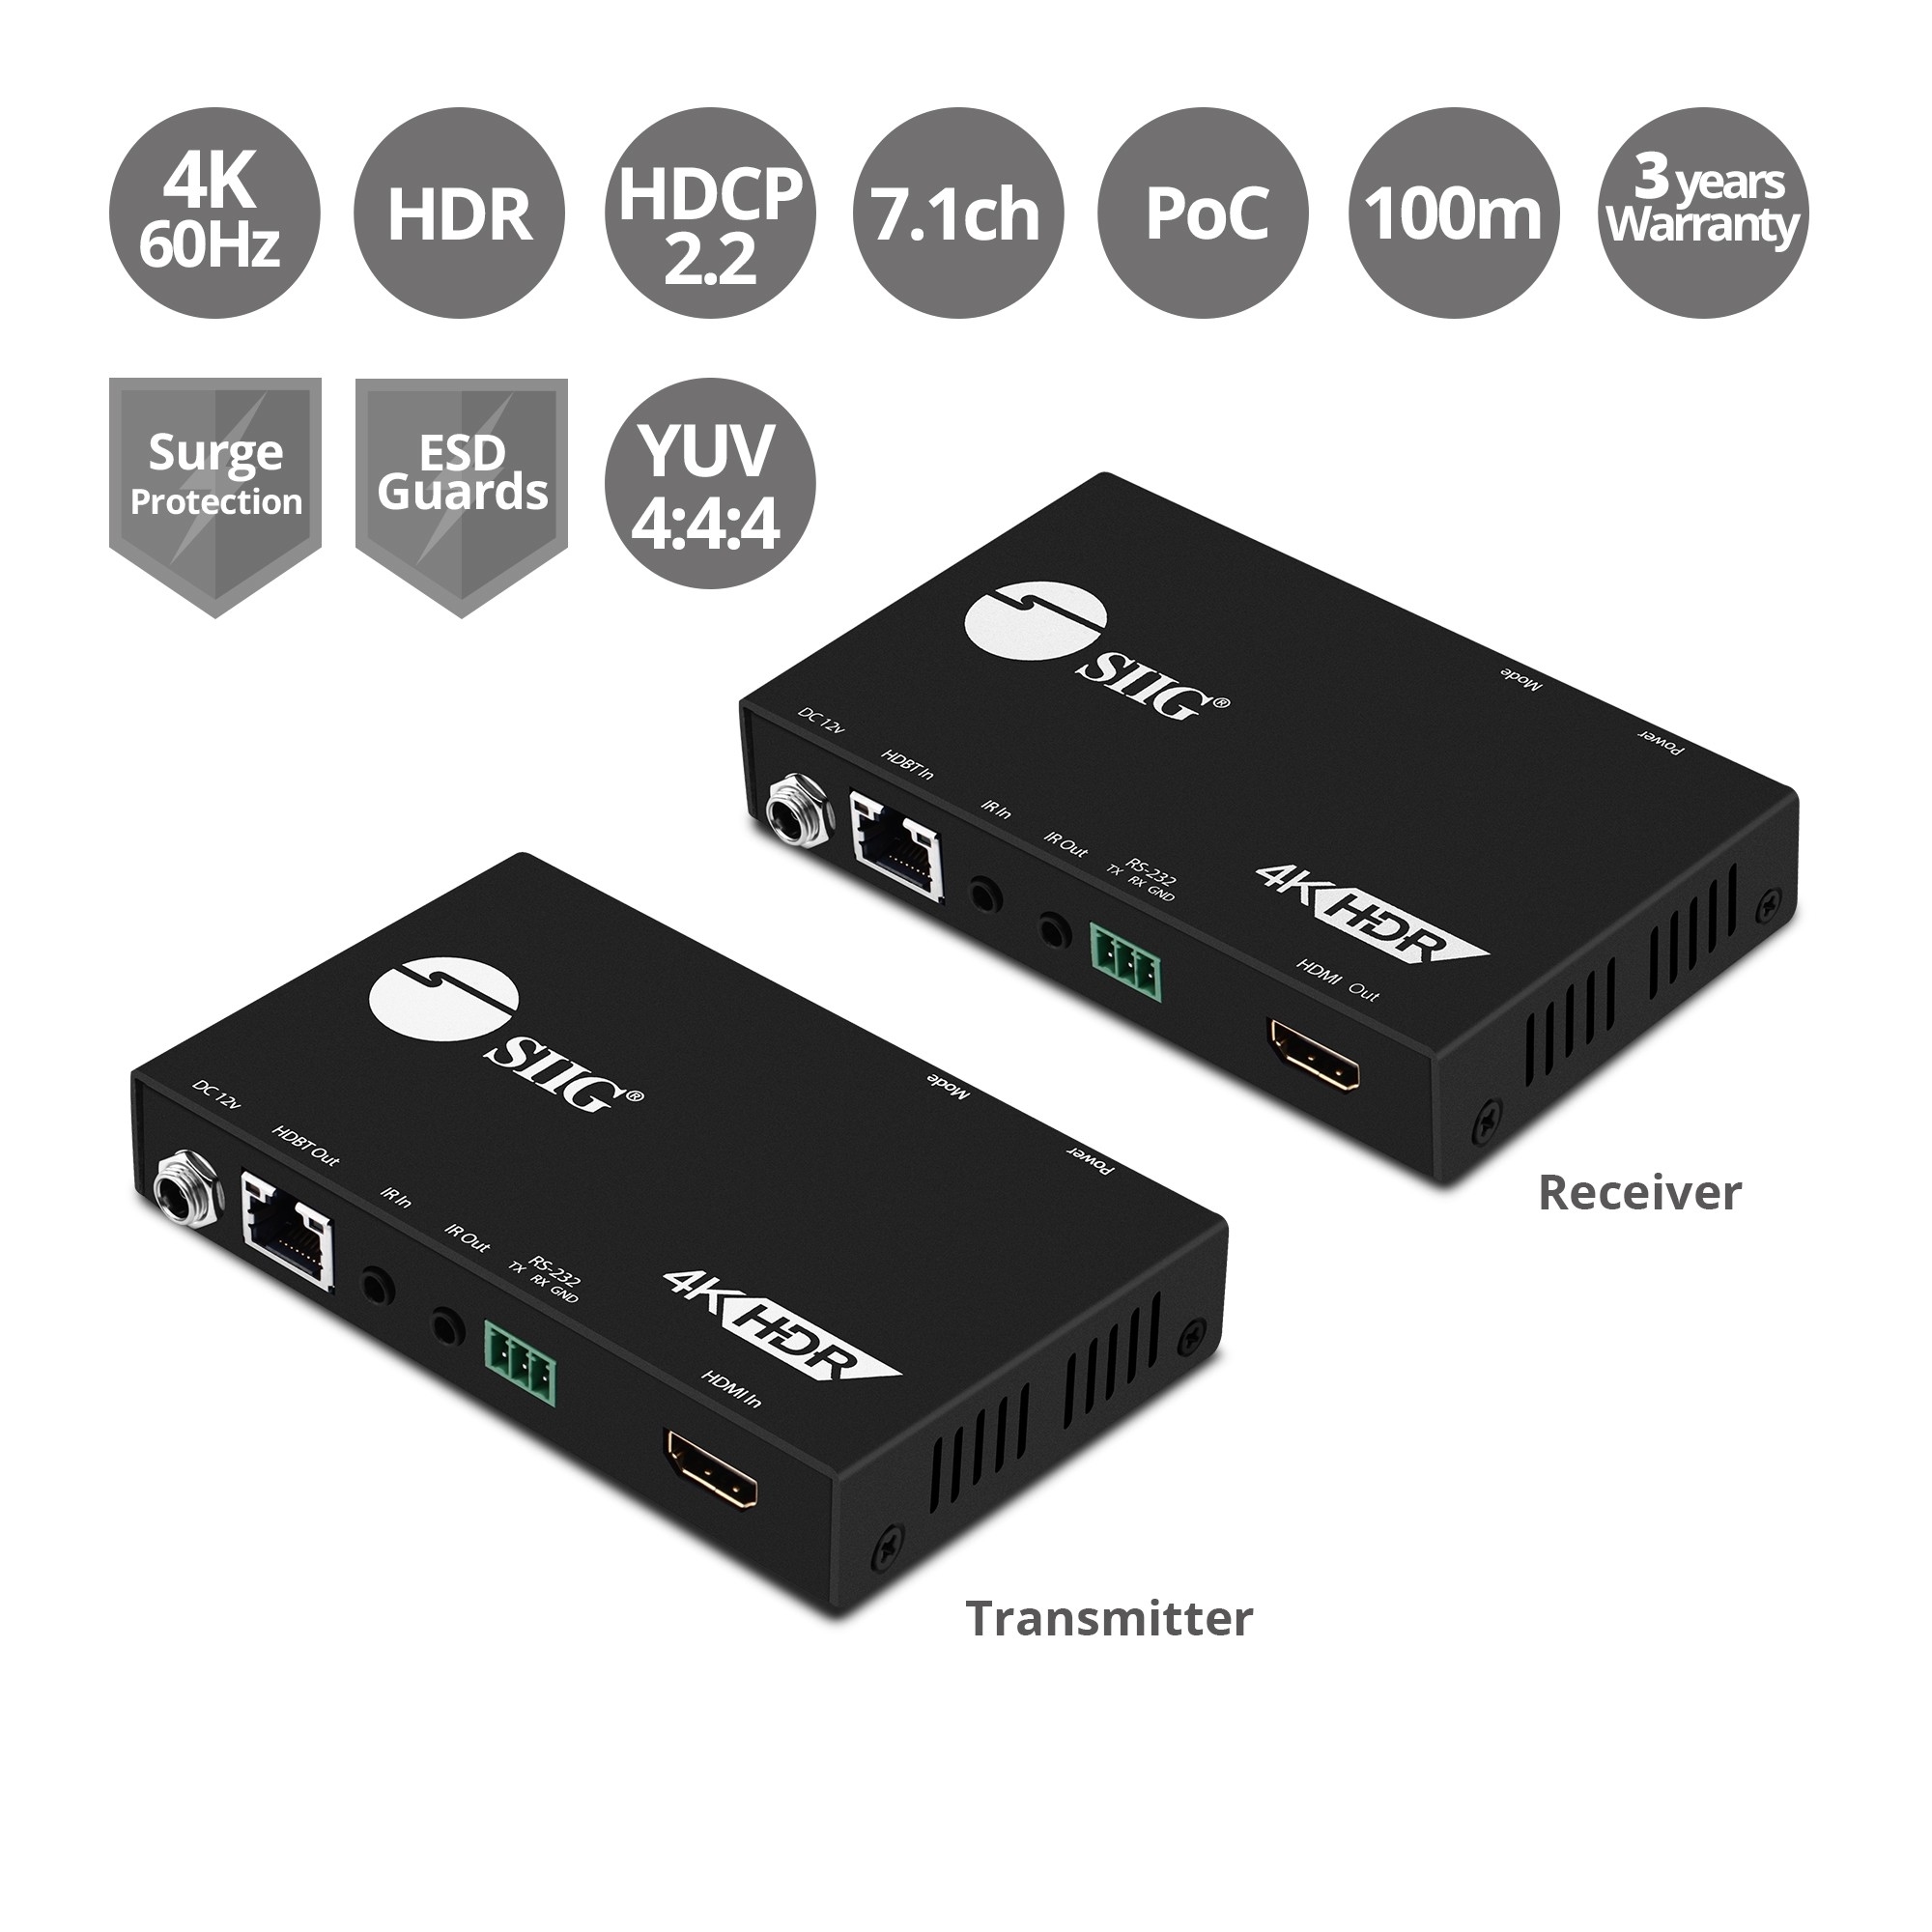 4K
60Hz
HDR
HDCP
2.2
7.1ch
PoC
100m
3 years
Warranty
Surge
Protection
ESD
Guards
YUV
4:4:4
SIIG®
Mode
Power
DC 12v
HDBT In
IR In
IR Out
RS-232
TX RX GND
4K HDR
HDMI Out
Receiver
SIIG®
Mode
Power
DC 12v
HDBT Out
IR In
IR Out
RS-232
TX RX GND
4K HDR
HDMI In
Transmitter